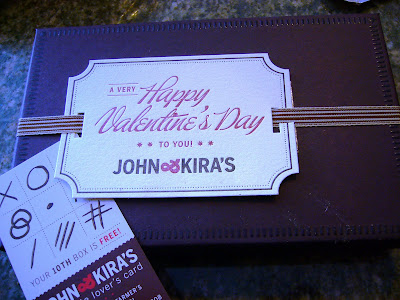 A VERY
Happy
Valentine's Day
TO YOU!
JOHN & KIRA'S
YOUR 10TH BOX IS FREE!
JOHN & KIRA'S
lover's card